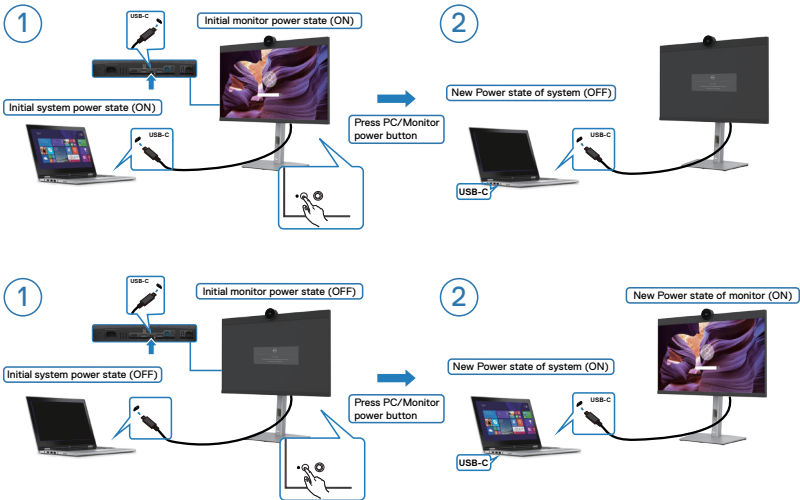 1
USB-C
Initial monitor power state (ON)
2
Initial system power state (ON)
New Power state of system (OFF)
Press PC/Monitor
power button
USB-C
USB-C
USB-C
1
USB-C
Initial monitor power state (OFF)
2
New Power state of monitor (ON)
Initial system power state (OFF)
New Power state of system (ON)
Press PC/Monitor
power button
USB-C
USB-C